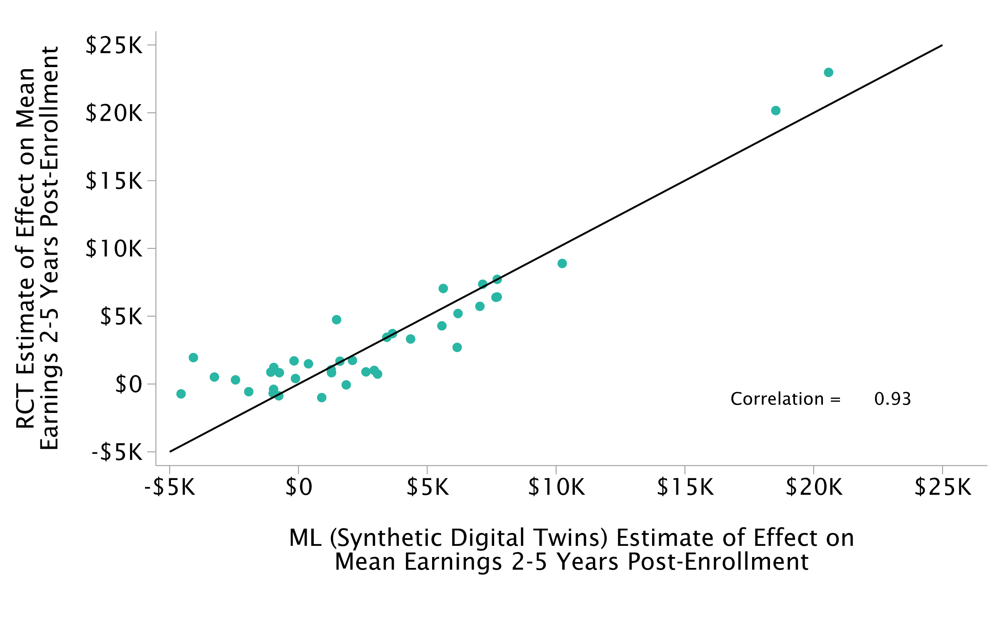 RCT Estimate of Effect on Mean
Earnings 2-5 Years Post-Enrollment
$25K
$20K
$15K
$10K
$5K
$0
-$5K
Correlation = 0.93
-$5K $0 $5K $10K $15K $20K $25K
ML (Synthetic Digital Twins) Estimate of Effect on
Mean Earnings 2-5 Years Post-Enrollment